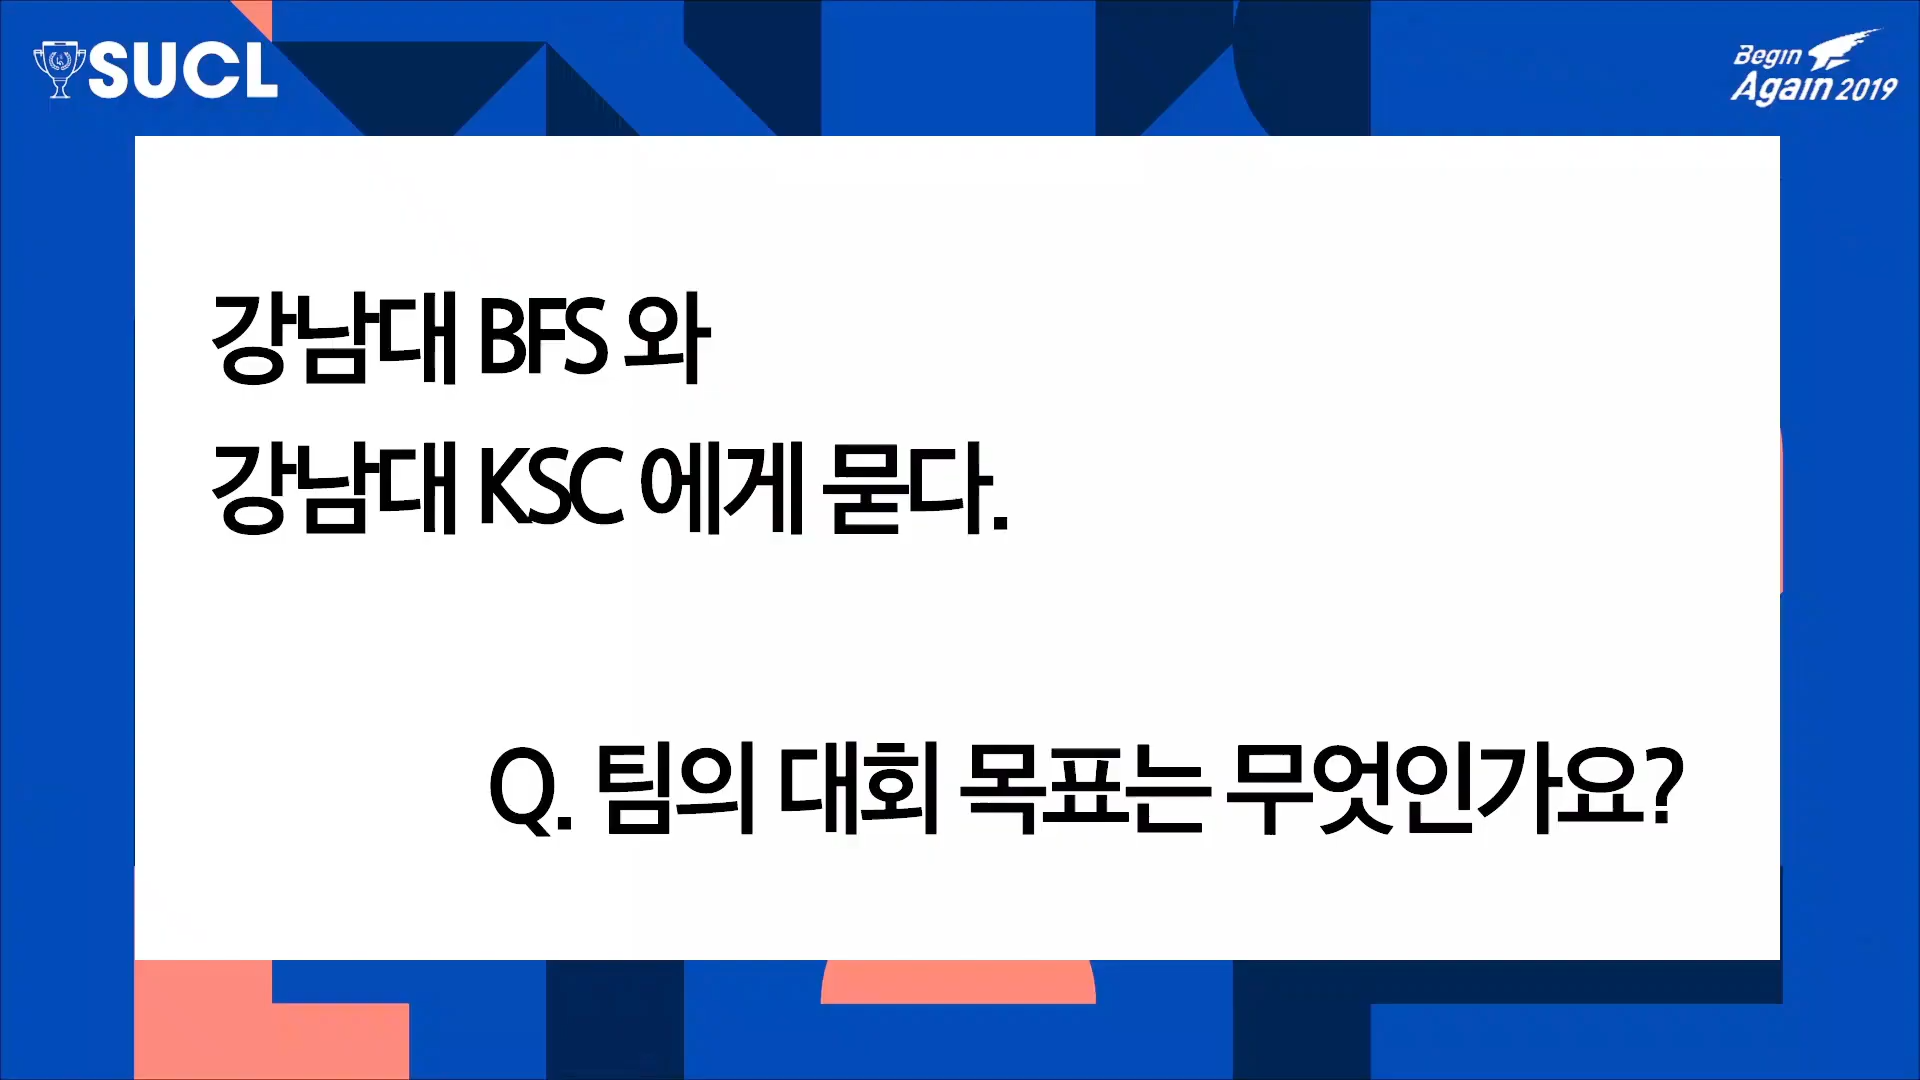 SUCL
Begin
Again 2019
강남대 BFS 와
강남대 KSC 에게 묻다.
Q. 팀의 대회 목표는 무엇인가요?